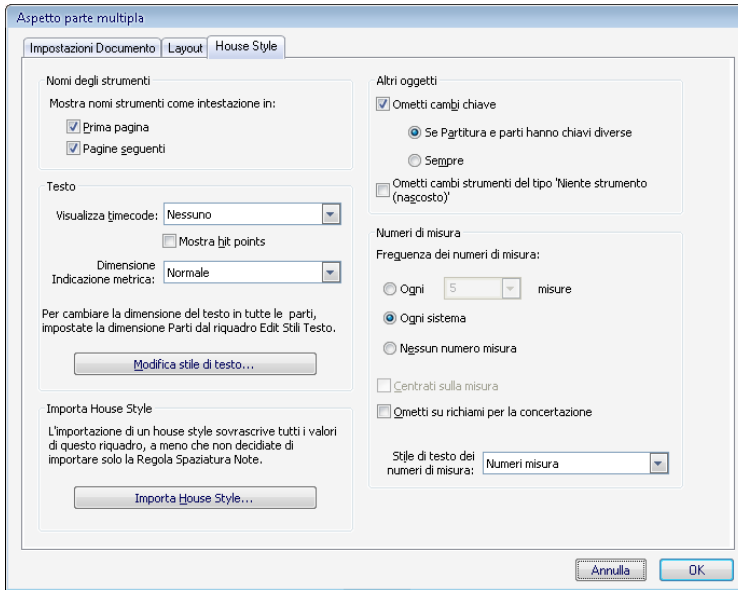 Aspetto parte multipla
Impostazioni Documento
Layout
House Style
Nomi degli strumenti
Mostra nomi strumenti come intestazione in:
Prima pagina
Pagine seguenti
Testo
Visualizza timecode: Nessuno
Mostra hit points
Dimensione
Indicazione metrica: Normale
Per cambiare la dimensione del testo in tutte le parti,
impostate la dimensione Parti dal riquadro Edit Stili Testo.
Modifica stile di testo...
Importa House Style
L'importazione di un house style sovrascrive tutti i valori
di questo riquadro, a meno che non decidiate di
importare solo la Regola Spaziatura Note.
Importa House Style...
Altri oggetti
Ometti cambi chiave
Se Partitura e parti hanno chiavi diverse
Sempre
Ometti cambi strumenti del tipo 'Niente strumento
(nascosto)'
Numeri di misura
Frequenza dei numeri di misura:
Ogni 5 misure
Ogni sistema
Nessun numero misura
Centrati sulla misura
Ometti su richiami per la concertazione
Stile di testo dei
numeri di misura: Numeri misura
Annulla
OK